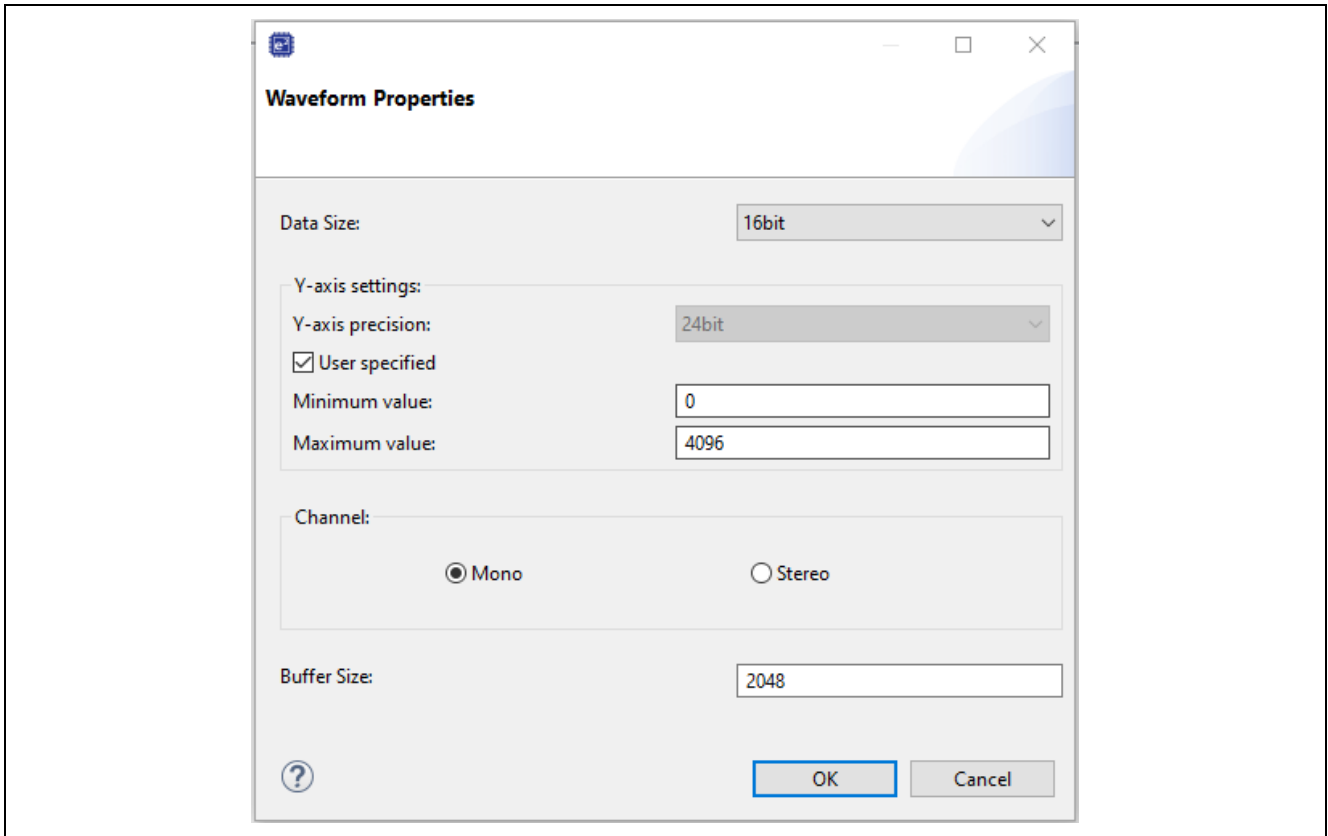 e²
Waveform Properties
Data Size: 16bit
Y-axis settings:
Y-axis precision: 24bit
User specified
Minimum value: 0
Maximum value: 4096
Channel:
Mono Stereo
Buffer Size: 2048
? OK Cancel